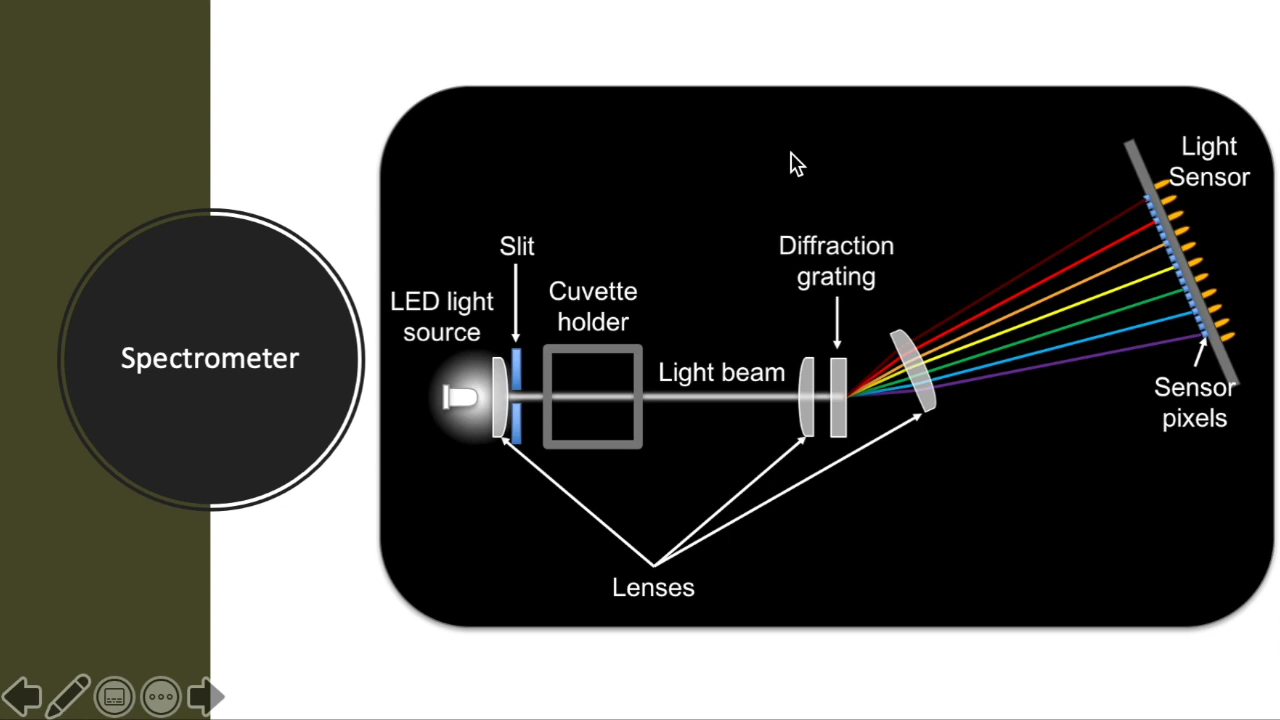 Spectrometer
LED light
source
Slit
Cuvette
holder
Light beam
Diffraction
grating
Light
Sensor
Sensor
pixels
Lenses